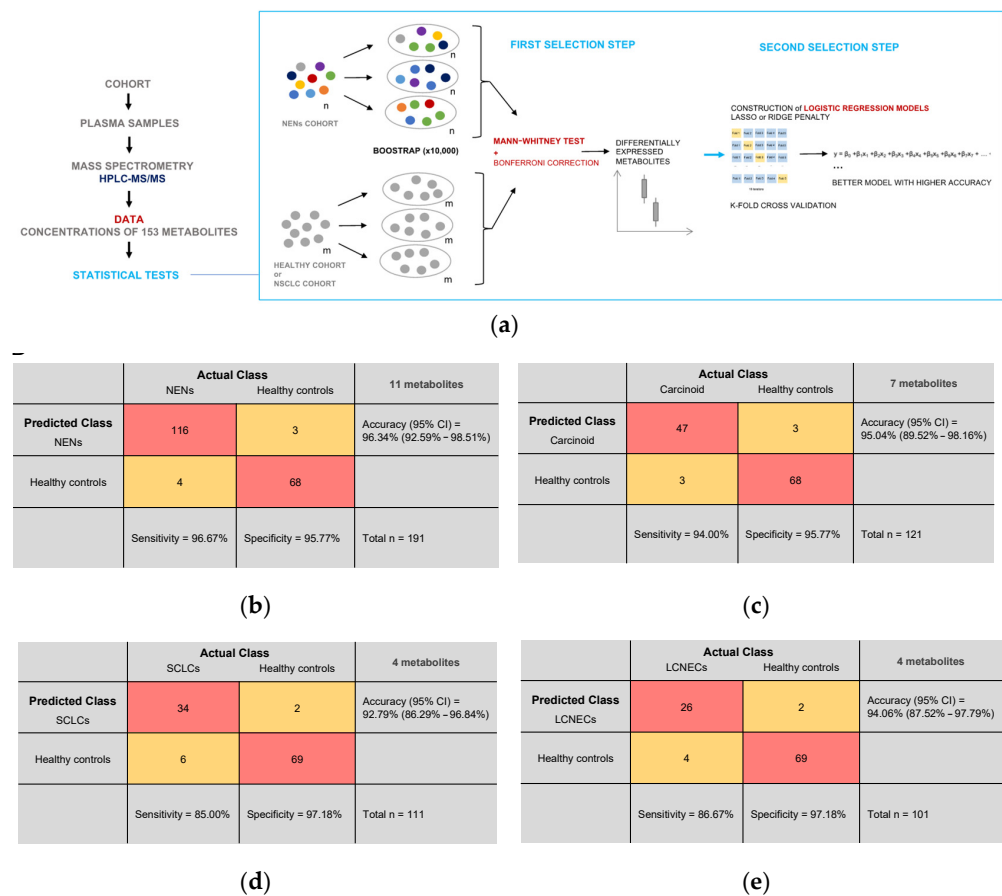 COHORT
PLASMA SAMPLES
MASS SPECTROMETRY
HPLC-MS/MS
DATA
CONCENTRATIONS OF 153 METABOLITES
STATISTICAL TESTS
n
NENs COHORT
n
n
n
BOOSTRAP (x10,000)
m
HEALTHY COHORT
or
NSCLC COHORT
m
m
m
FIRST SELECTION STEP
MANN-WHITNEY TEST
+
BONFERRONI CORRECTION
DIFFERENTIALLY
EXPRESSED
METABOLITES
SECOND SELECTION STEP
CONSTRUCTION of LOGISTIC REGRESSION MODELS
LASSO or RIDGE PENALTY
K-FOLD CROSS VALIDATION
y = β0 + β1x1 + β2x2 + β3x3 + β4x4 + β5x5 + β6x6 + β7x7 + .... ·
...
BETTER MODEL WITH HIGHER ACCURACY
(a)
Actual Class
NENs Healthy controls 11 metabolites
Predicted Class
NENs 116 3 Accuracy (95% CI) =
96.34% (92.59% – 98.51%)
Healthy controls 4 68
Sensitivity = 96.67% Specificity = 95.77% Total n = 191
(b)
Actual Class
Carcinoid Healthy controls 7 metabolites
Predicted Class
Carcinoid 47 3 Accuracy (95% CI) =
95.04% (89.52% – 98.16%)
Healthy controls 3 68
Sensitivity = 94.00% Specificity = 95.77% Total n = 121
(c)
Actual Class
SCLCs Healthy controls 4 metabolites
Predicted Class
SCLCs 34 2 Accuracy (95% CI) =
92.79% (86.29% – 96.84%)
Healthy controls 6 69
Sensitivity = 85.00% Specificity = 97.18% Total n = 111
(d)
Actual Class
LCNECs Healthy controls 4 metabolites
Predicted Class
LCNECs 26 2 Accuracy (95% CI) =
94.06% (87.52% – 97.79%)
Healthy controls 4 69
Sensitivity = 86.67% Specificity = 97.18% Total n = 101
(e)